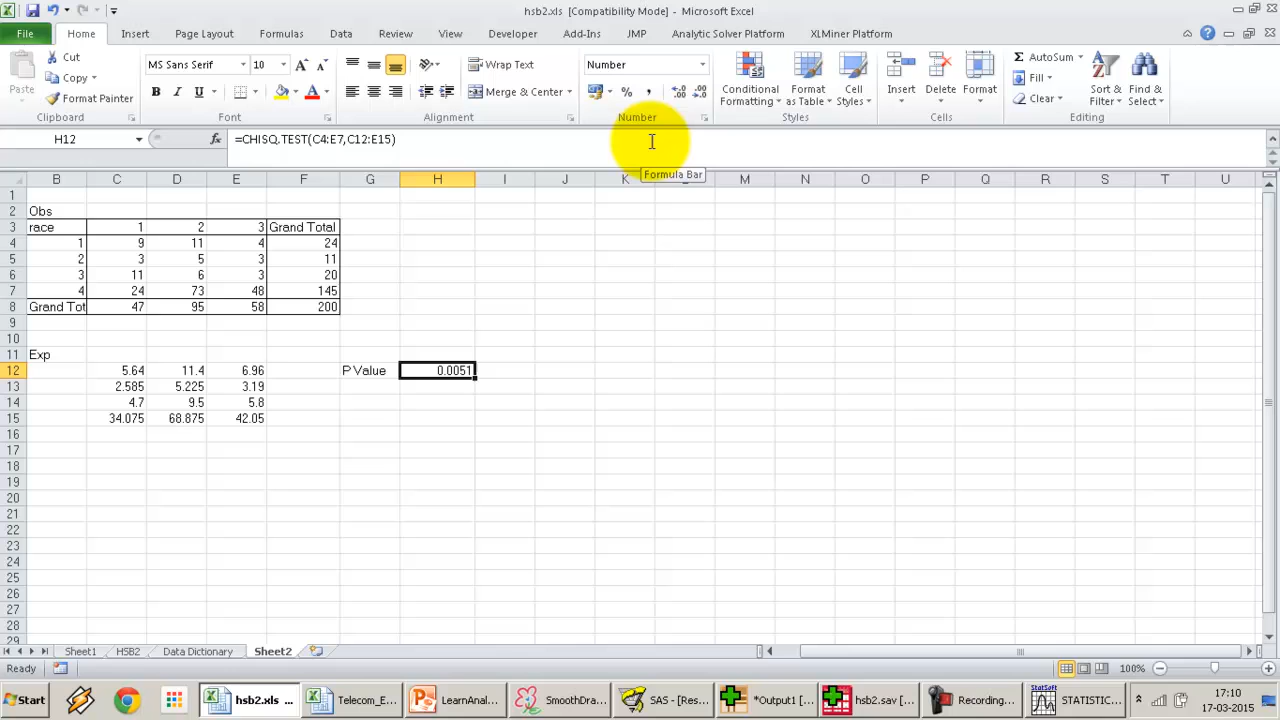 hsb2.xls [Compatibility Mode] - Microsoft Excel
File Home Insert Page Layout Formulas Data Review View Developer Add-Ins JMP Analytic Solver Platform XLMiner Platform
Paste Cut Copy Format Painter
MS Sans Serif 10
B I U A
Wrap Text
Merge & Center
Number
% ,
Conditional Formatting Format as Table Cell Styles
Insert Delete Format
Σ AutoSum Fill Clear
Sort & Filter Find & Select
Clipboard Font Alignment Number Styles Cells Editing
H12 fx =CHISQ.TEST(C4:E7,C12:E15)
Formula Bar
B C D E F G H I J K M N O P Q R S T U
1
2 Obs
3 race 1 2 3 Grand Total
4 1 9 11 4 24
5 2 3 5 3 11
6 3 11 6 3 20
7 4 24 73 48 145
8 Grand Tot 47 95 58 200
9
10
11 Exp
12 5.64 11.4 6.96 P Value 0.0051
13 2.585 5.225 3.19
14 4.7 9.5 5.8
15 34.075 68.875 42.05
16
17
18
19
20
21
22
23
24
25
26
27
28
29
Sheet1 HSB2 Data Dictionary Sheet2
Ready 100%
Start hsb2.xls ... Telecom_E... LearnAnal... SmsthDra... SAS - [Res... *Output1 [... hsb2.sav [... Recording... STATISTIC... 17:10
17-03-2015